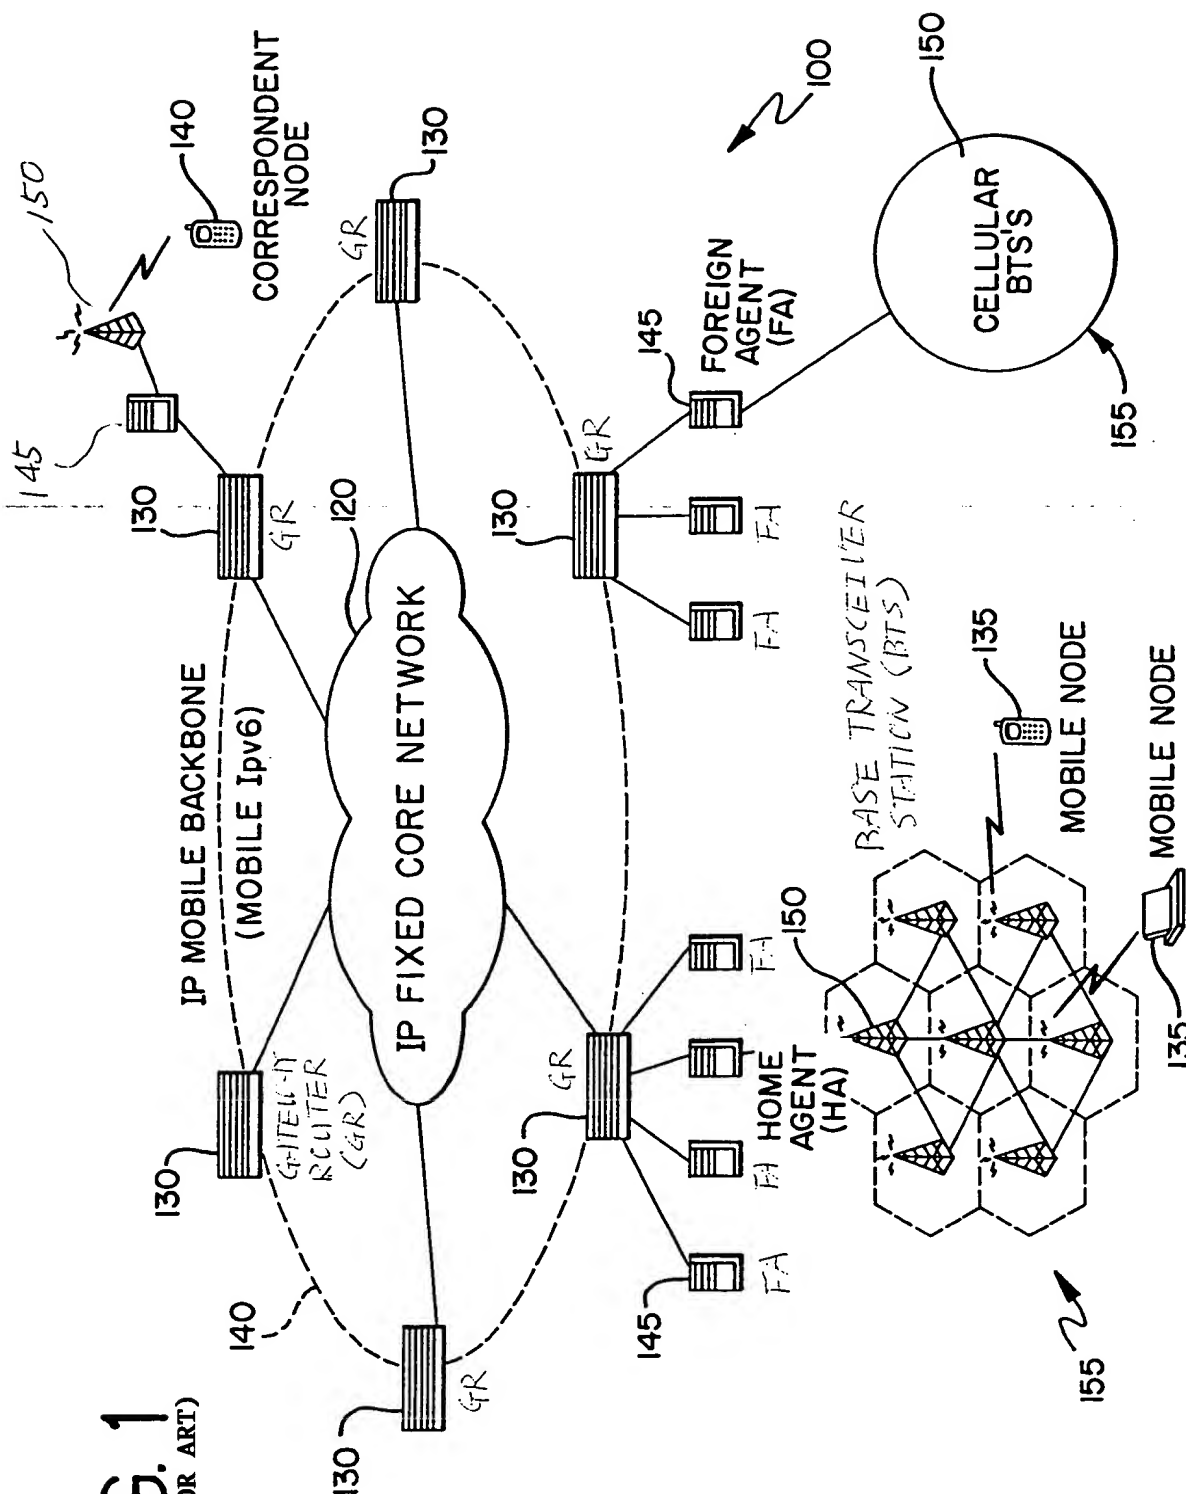 G. 1
OR ART)
145
150
130
140
130
140
130
IP MOBILE BACKBONE
(MOBILE Ipv6)
CORRESPONDENT
NODE
GATEWAY
ROUTER
(GR)
GR
120
130
GR
GR
130
IP FIXED CORE NETWORK
130
GR
130
GR
145
145
FOREIGN
AGENT
(FA)
FA
FA
HOME
AGENT
(HA)
FA
FA
FA
100
150
BASE TRANSCEIVER
STATION (BTS)
150
CELLULAR
BTS'S
135
MOBILE NODE
155
155
MOBILE NODE
135